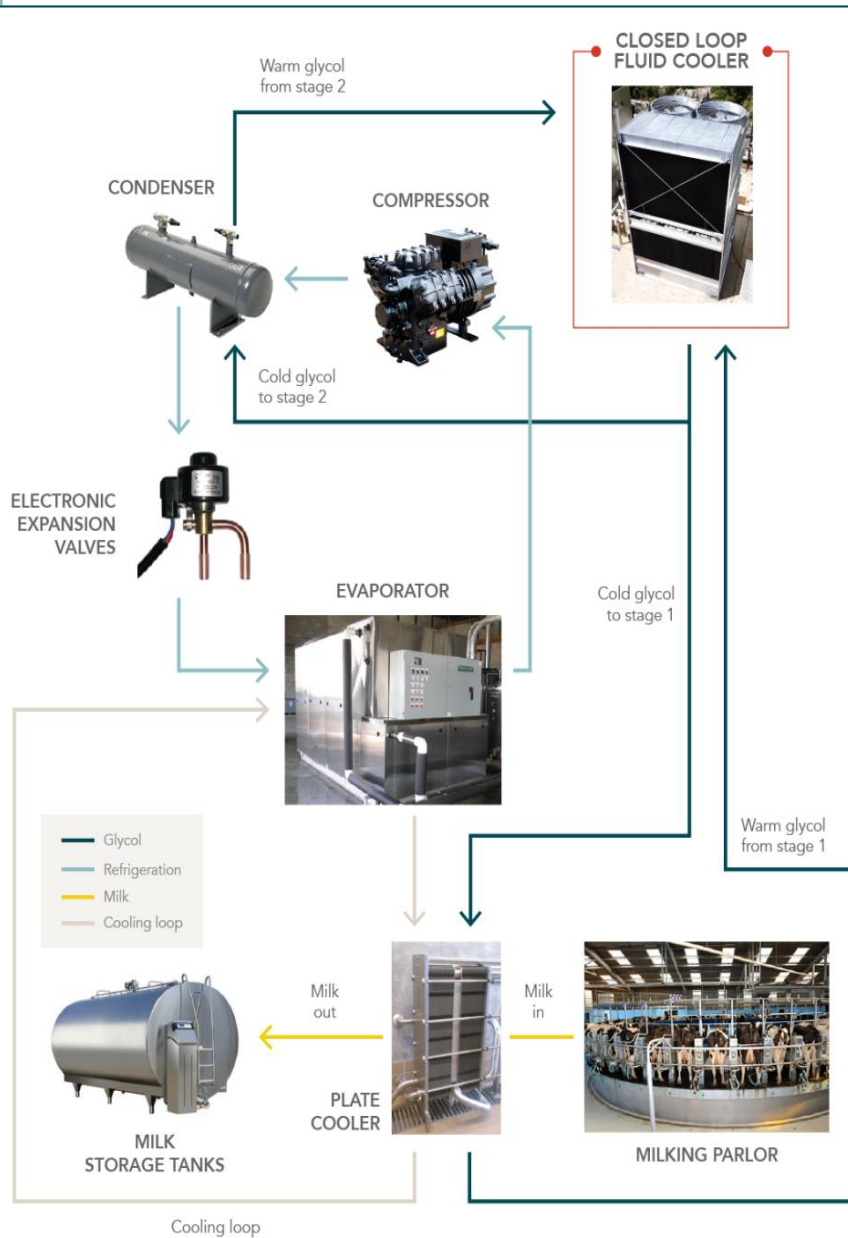 CLOSED LOOP
FLUID COOLER
Warm glycol
from stage 2
CONDENSER
COMPRESSOR
Cold glycol
to stage 2
ELECTRONIC
EXPANSION
VALVES
EVAPORATOR
Cold glycol
to stage 1
Warm glycol
from stage 1
Glycol
Refrigeration
Milk
Cooling loop
Milk
out
Milk
in
PLATE
COOLER
MILK
STORAGE TANKS
MILKING PARLOR
Cooling loop